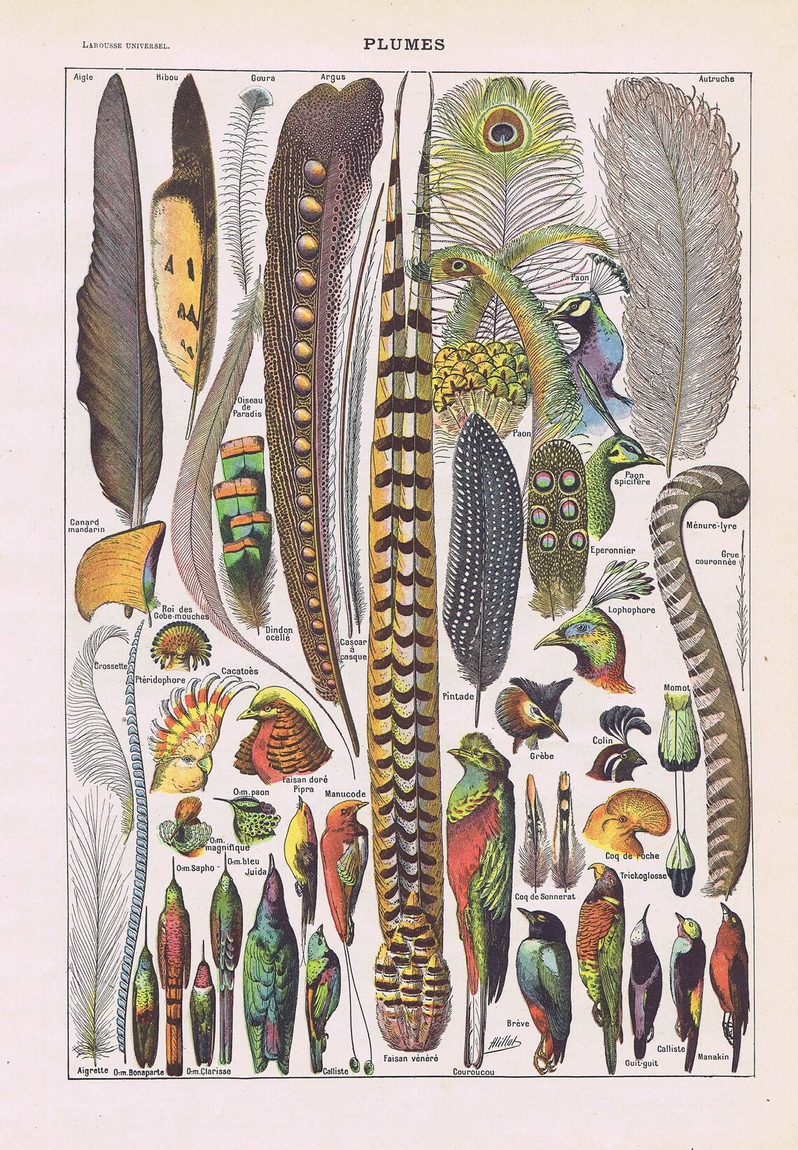 LAROUSSE UNIVERSEL.
PLUMES
Aigle
Hibou
Goura
Argus
Autruche
Paon
Oiseau
de
Paradis
Paon
Paon
spicifère
Ménure-lyre
Canard
mandarin
Eperonnier
Grue
couronnée
Roi des
Gobe-mouches
Lophophore
Dindon
ocellé
Casoar
à
casque
Crossette
Ptéridophore
Cacatoès
Pintade
Momot
Colin
Grèbe
Faisan doré
O-m. paon
Pipra
Manucode
O-m.
magnifique
Coq de roche
O-m. Sapho
O-m. bleu
Juida
Trichoglosse
Coq de Sonnerat
Brève
Millot
Calliste
Manakin
Guit-guit
Faisan vénéré
Aigrette
O-m. Bonaparte
O-m. Clarisse
Calliste
Couroucou